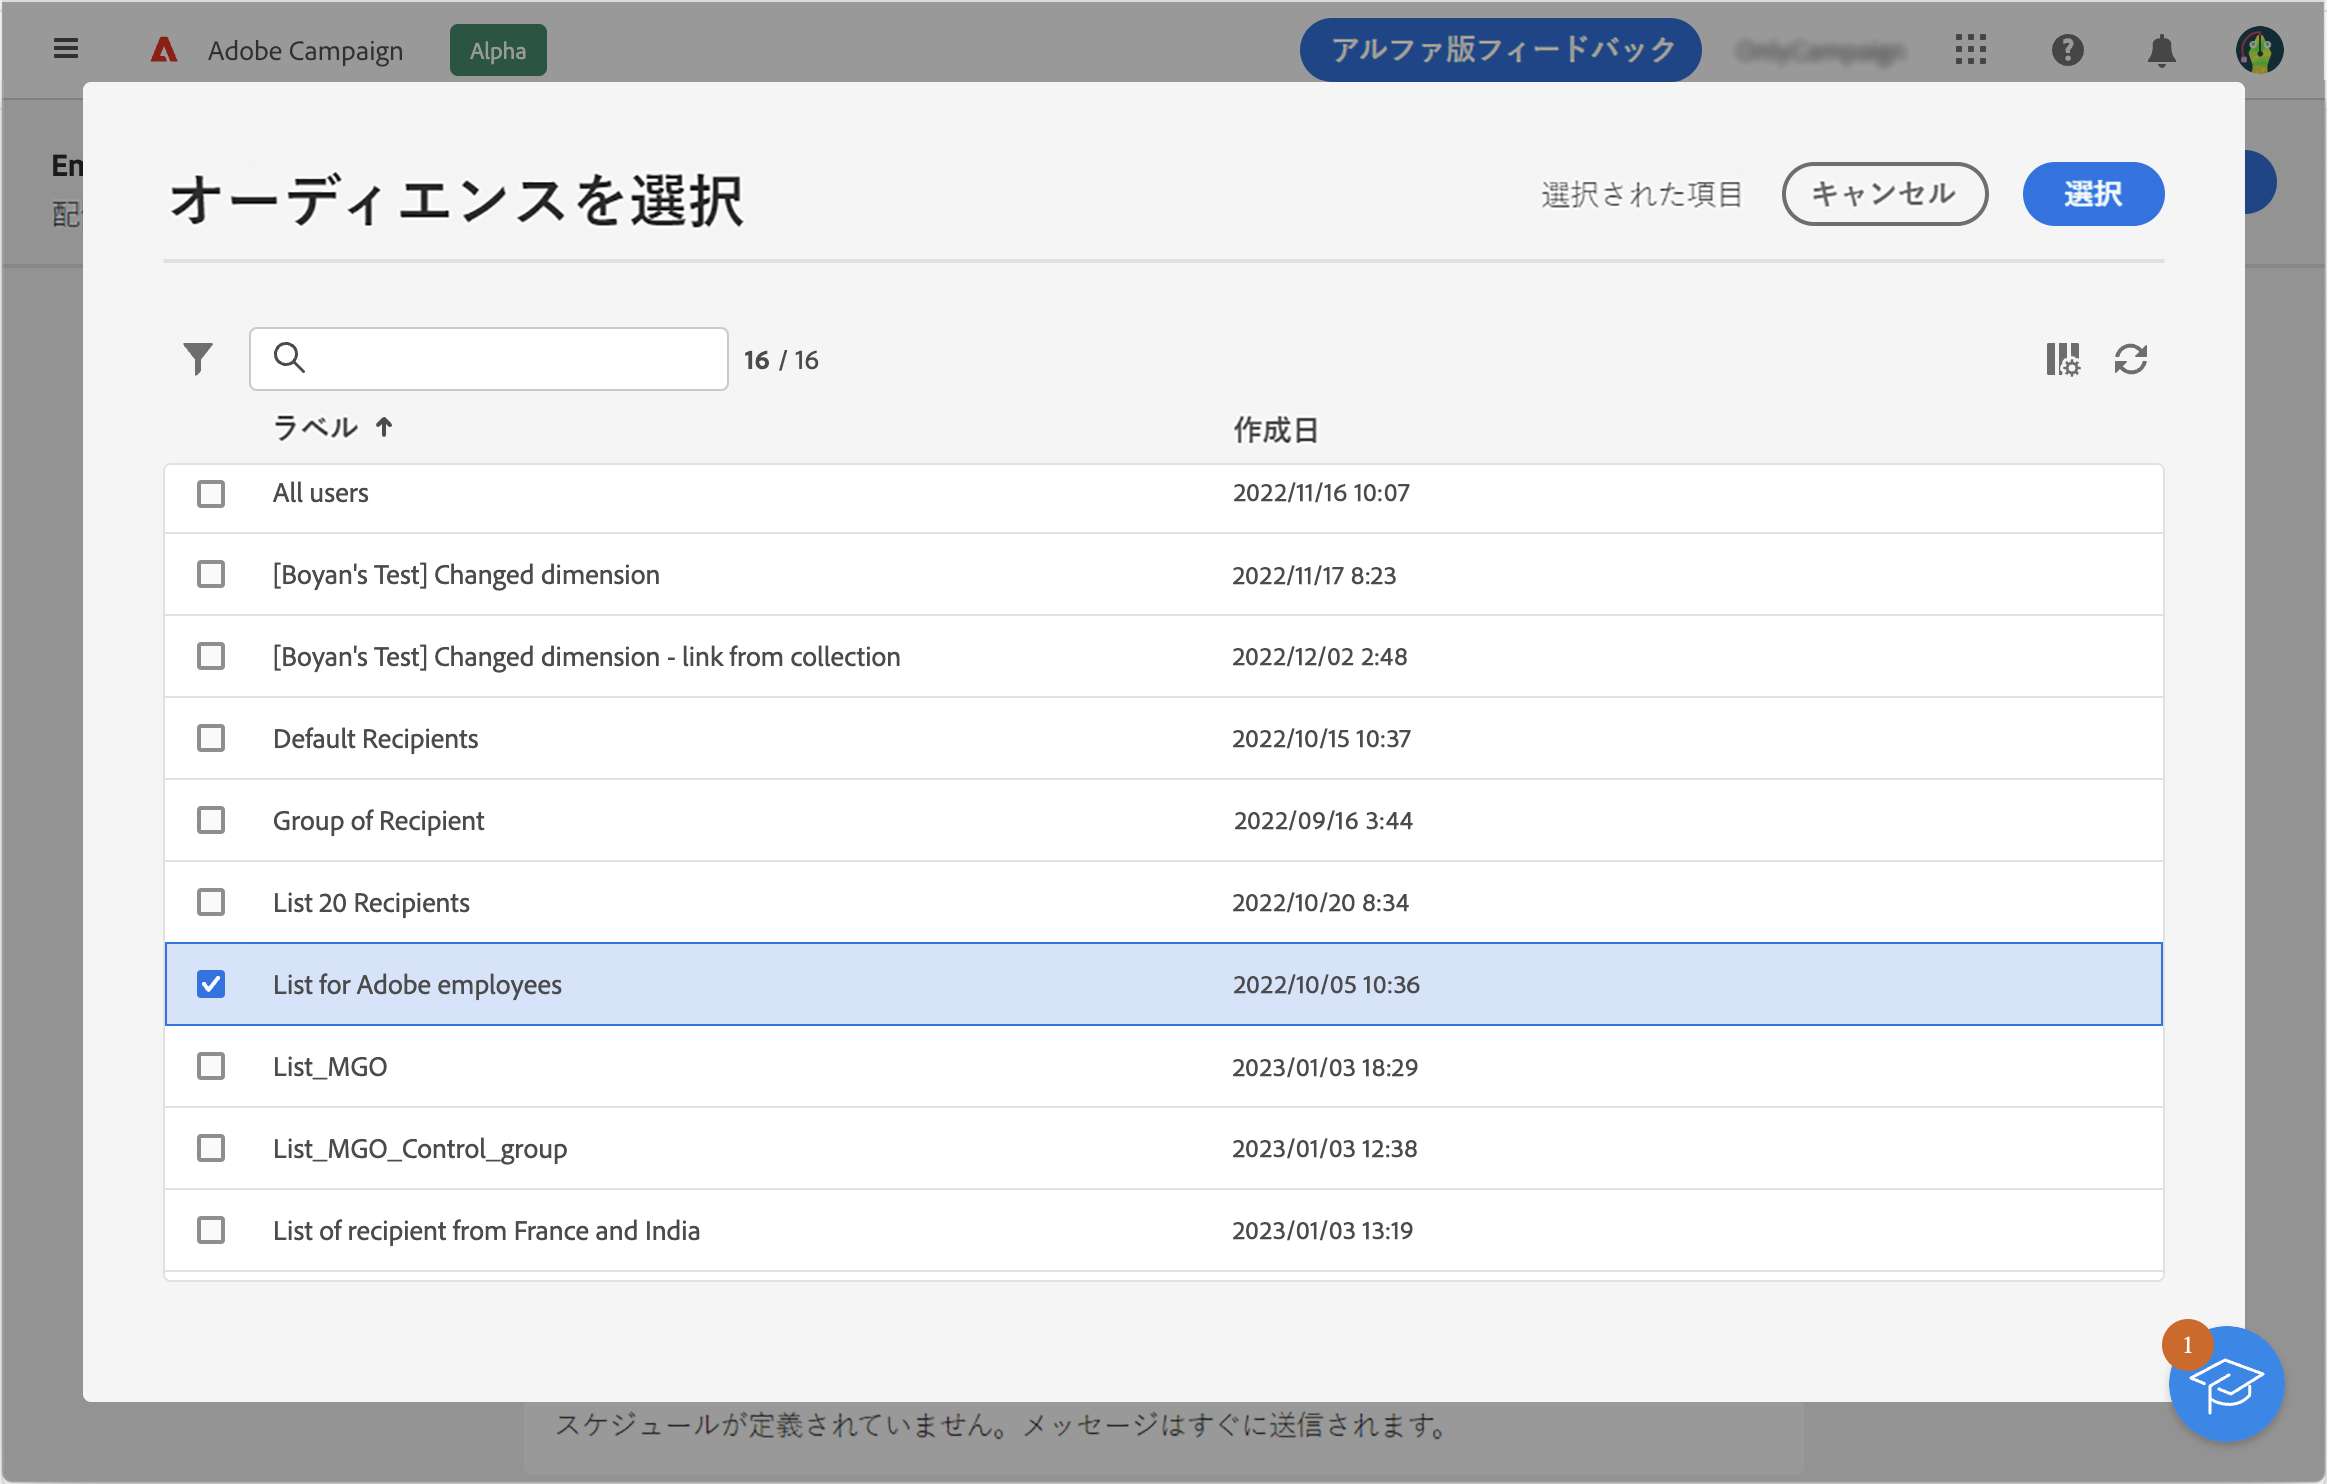 Adobe Campaign
Alpha
アルファ版フィードバック
En
配
オーディエンスを選択
選択された項目
キャンセル
選択
16 / 16
ラベル ↑
作成日
All users
2022/11/16 10:07
[Boyan's Test] Changed dimension
2022/11/17 8:23
[Boyan's Test] Changed dimension - link from collection
2022/12/02 2:48
Default Recipients
2022/10/15 10:37
Group of Recipient
2022/09/16 3:44
List 20 Recipients
2022/10/20 8:34
List for Adobe employees
2022/10/05 10:36
List_MGO
2023/01/03 18:29
List_MGO_Control_group
2023/01/03 12:38
List of recipient from France and India
2023/01/03 13:19
1
スケジュールが定義されていません。メッセージはすぐに送信されます。